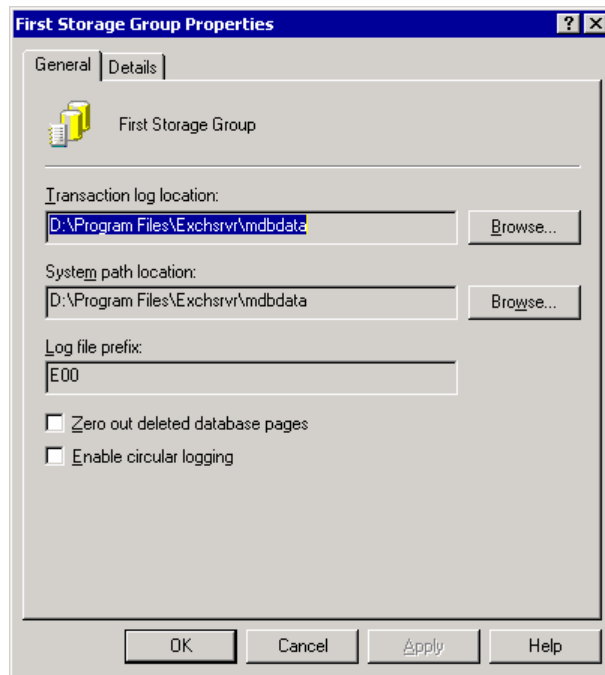 First Storage Group Properties
General
Details
First Storage Group
Transaction log location:
D:\Program Files\Exchsrvr\mdbdata
Browse...
System path location:
D:\Program Files\Exchsrvr\mdbdata
Browse...
Log file prefix:
E00
Zero out deleted database pages
Enable circular logging
OK
Cancel
Apply
Help